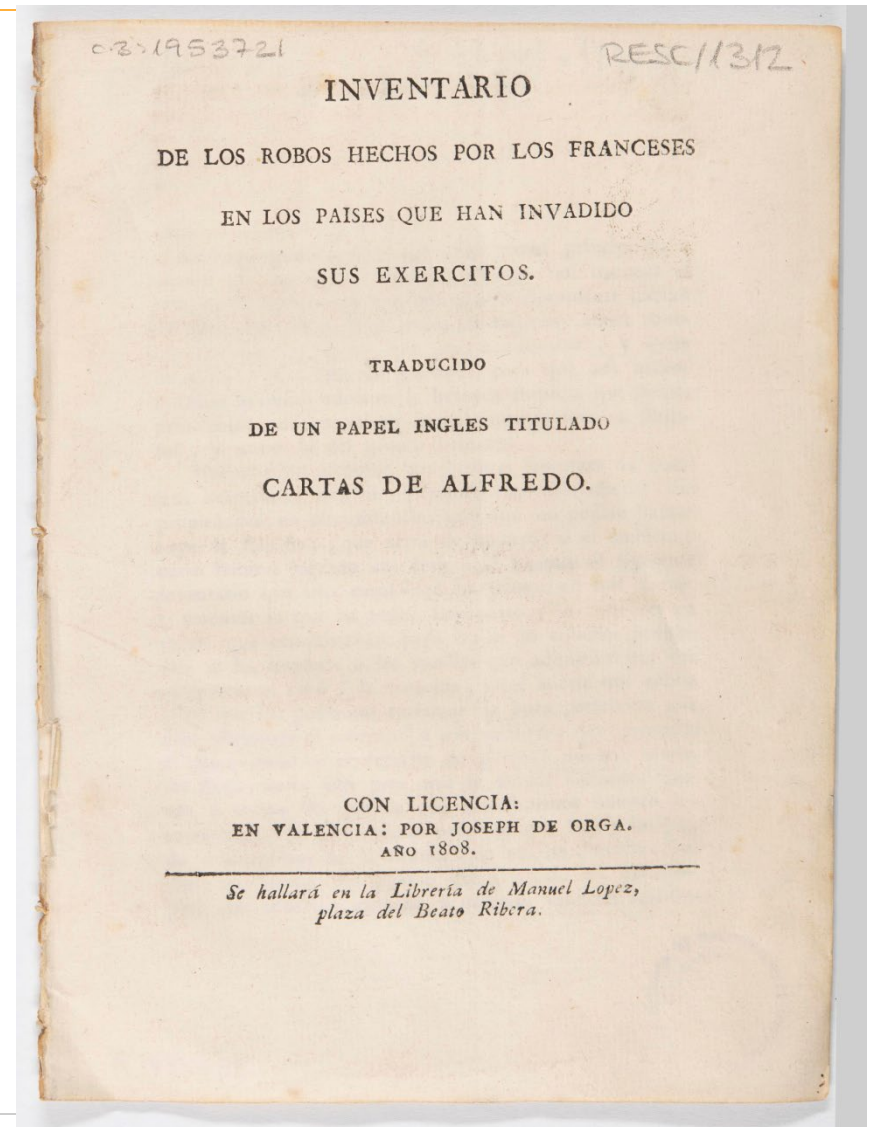 C.B. 1953721
RESC/1312.
INVENTARIO
DE LOS ROBOS HECHOS POR LOS FRANCESES
EN LOS PAISES QUE HAN INVADIDO
SUS EXERCITOS.
TRADUCIDO
DE UN PAPEL INGLES TITULADO
CARTAS DE ALFREDO.
CON LICENCIA:
EN VALENCIA: POR JOSEPH DE ORGA.
AÑO 1808.
Se hallará en la Librería de Manuel Lopez,
plaza del Beato Ribera.